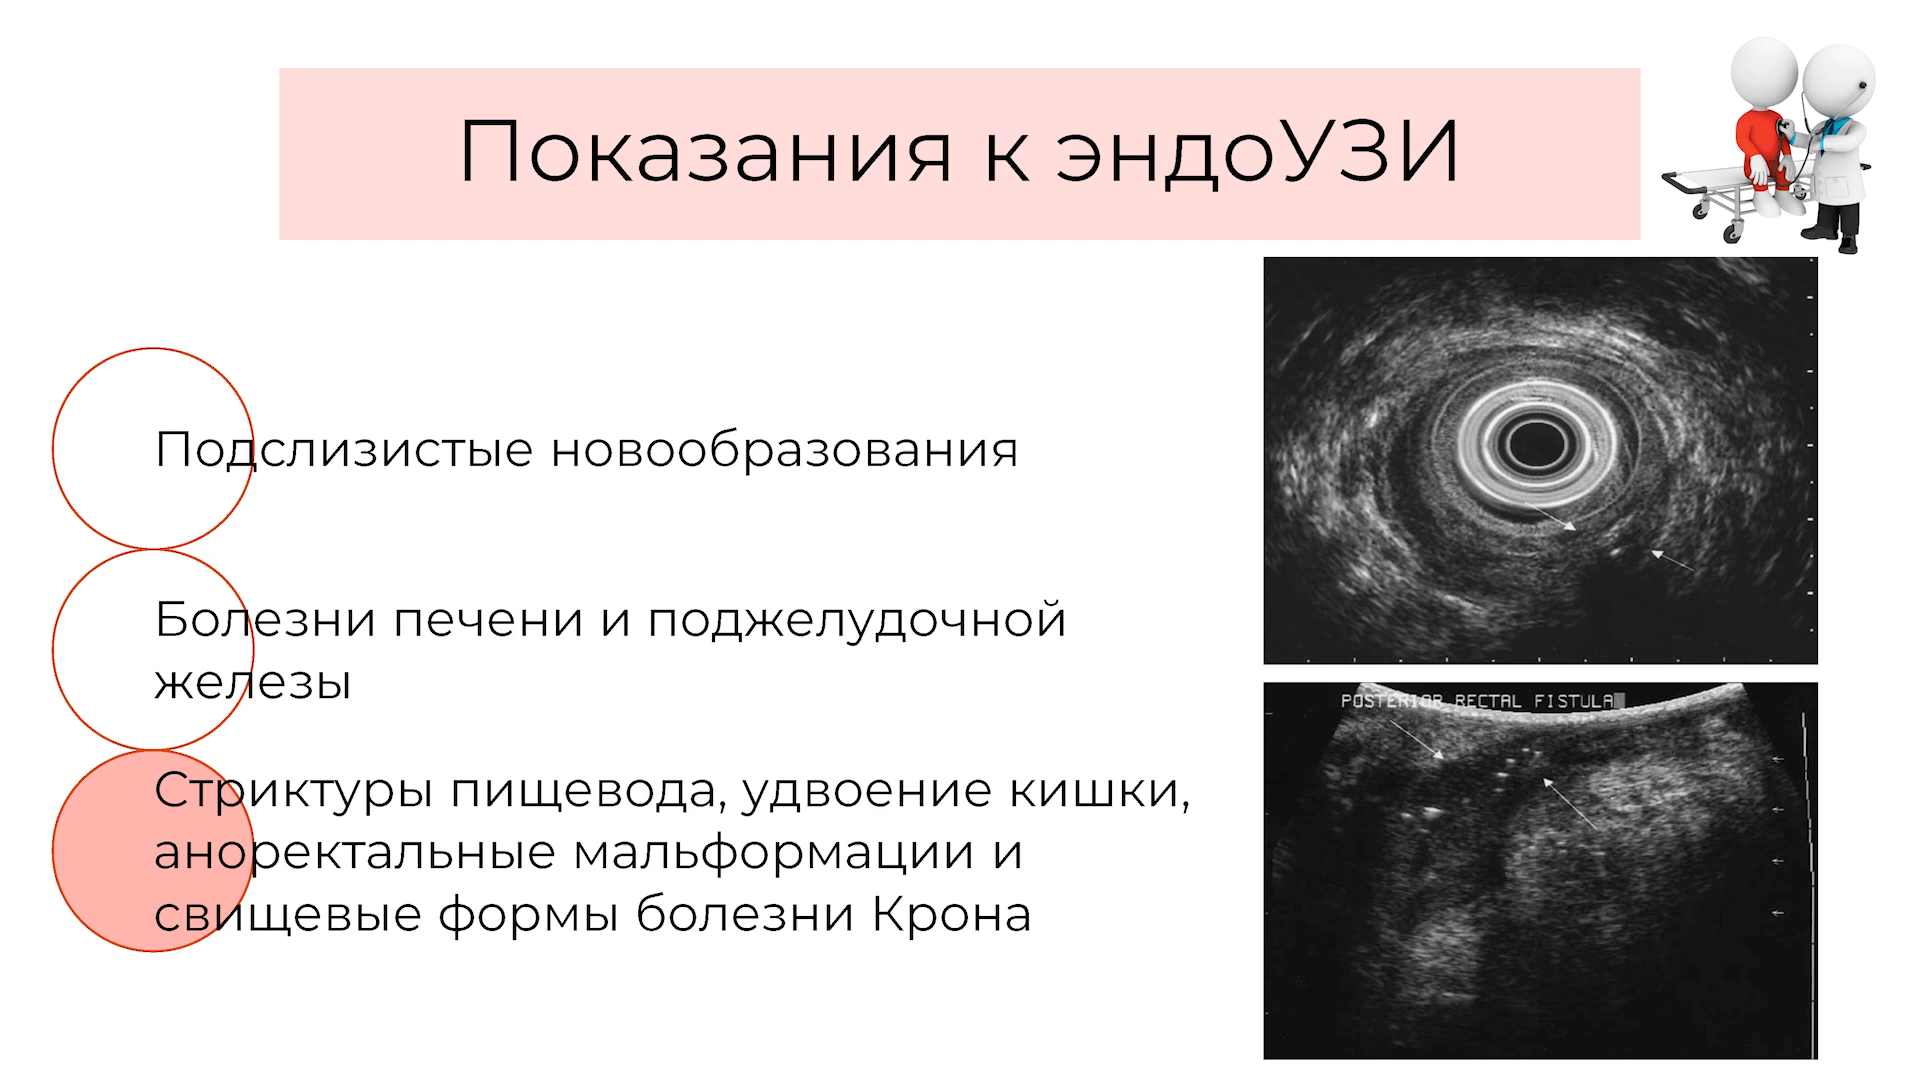 Показания к эндоУЗИ
Подслизистые новообразования
Болезни печени и поджелудочной
железы
Стриктуры пищевода, удвоение кишки,
аноректальные мальформации и
свищевые формы болезни Крона
POSTERIOR RECTAL FISTULA